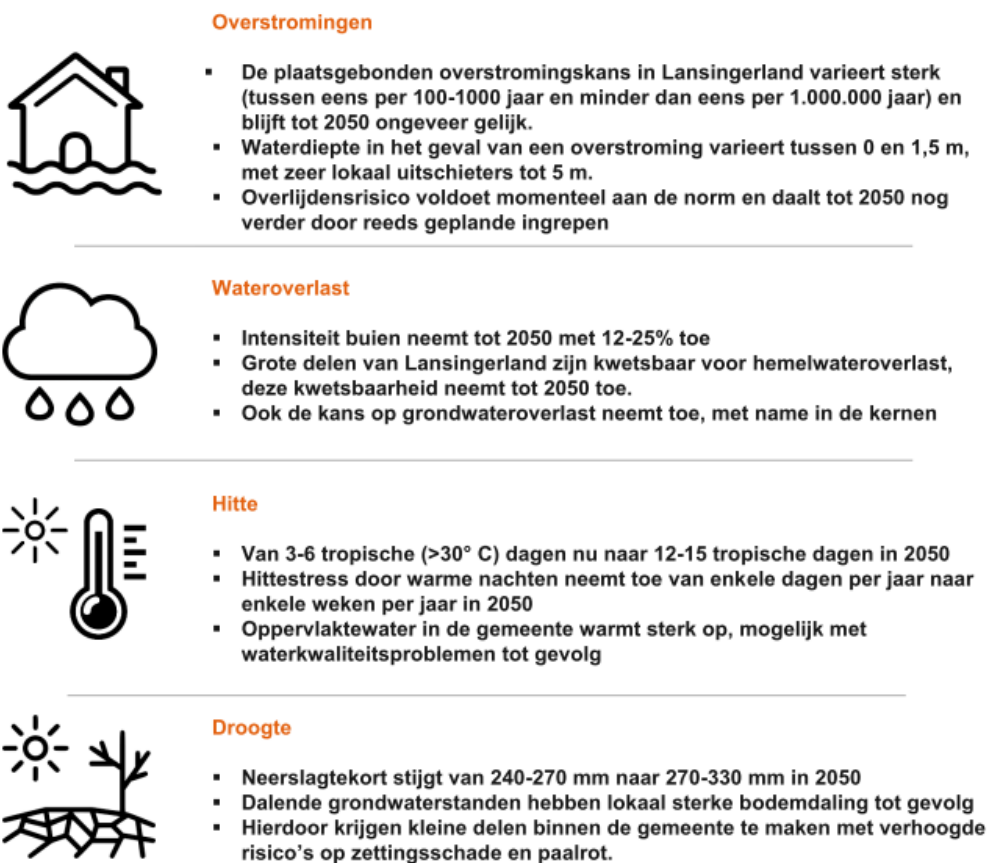 Overstromingen
▪ De plaatsgebonden overstromingskans in Lansingerland varieert sterk
(tussen eens per 100-1000 jaar en minder dan eens per 1.000.000 jaar) en
blijft tot 2050 ongeveer gelijk.
▪ Waterdiepte in het geval van een overstroming varieert tussen 0 en 1,5 m,
met zeer lokaal uitschieters tot 5 m.
▪ Overlijdensrisico voldoet momenteel aan de norm en daalt tot 2050 nog
verder door reeds geplande ingrepen
Wateroverlast
▪ Intensiteit buien neemt tot 2050 met 12-25% toe
▪ Grote delen van Lansingerland zijn kwetsbaar voor hemelwateroverlast,
deze kwetsbaarheid neemt tot 2050 toe.
▪ Ook de kans op grondwateroverlast neemt toe, met name in de kernen
Hitte
▪ Van 3-6 tropische (>30° C) dagen nu naar 12-15 tropische dagen in 2050
▪ Hittestress door warme nachten neemt toe van enkele dagen per jaar naar
enkele weken per jaar in 2050
▪ Oppervlaktewater in de gemeente warmt sterk op, mogelijk met
waterkwaliteitsproblemen tot gevolg
Droogte
▪ Neerslagtekort stijgt van 240-270 mm naar 270-330 mm in 2050
▪ Dalende grondwaterstanden hebben lokaal sterke bodemdaling tot gevolg
▪ Hierdoor krijgen kleine delen binnen de gemeente te maken met verhoogde
risico's op zettingsschade en paalrot.